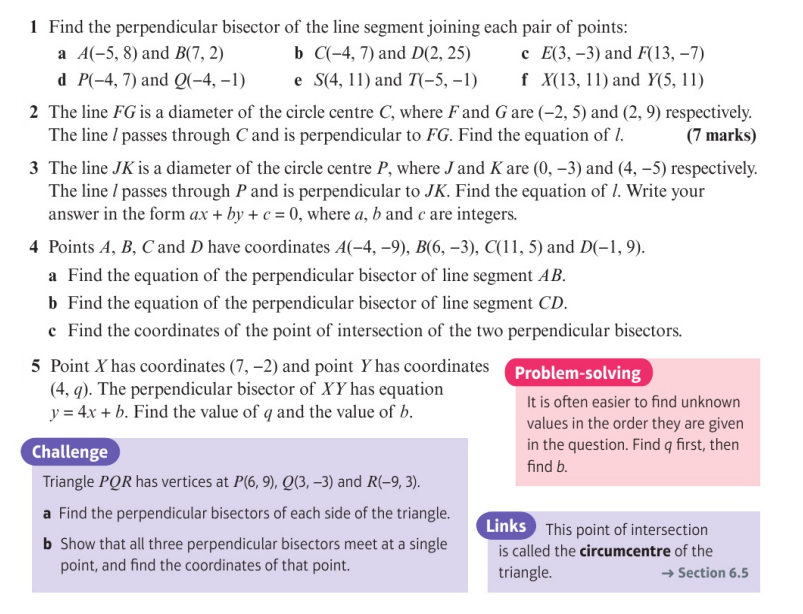 1 Find the perpendicular bisector of the line segment joining each pair of points:
a A(−5, 8) and B(7, 2) b C(−4, 7) and D(2, 25) c E(3, −3) and F(13, −7)
d P(−4, 7) and Q(−4, −1) e S(4, 11) and T(−5, −1) f X(13, 11) and Y(5, 11)
2 The line FG is a diameter of the circle centre C, where F and G are (−2, 5) and (2, 9) respectively.
The line l passes through C and is perpendicular to FG. Find the equation of l. (7 marks)
3 The line JK is a diameter of the circle centre P, where J and K are (0, −3) and (4, −5) respectively.
The line l passes through P and is perpendicular to JK. Find the equation of l. Write your
answer in the form ax + by + c = 0, where a, b and c are integers.
4 Points A, B, C and D have coordinates A(−4, −9), B(6, −3), C(11, 5) and D(−1, 9).
a Find the equation of the perpendicular bisector of line segment AB.
b Find the equation of the perpendicular bisector of line segment CD.
c Find the coordinates of the point of intersection of the two perpendicular bisectors.
5 Point X has coordinates (7, −2) and point Y has coordinates
(4, q). The perpendicular bisector of XY has equation
y = 4x + b. Find the value of q and the value of b.
Problem-solving
It is often easier to find unknown
values in the order they are given
in the question. Find q first, then
find b.
Challenge
Triangle PQR has vertices at P(6, 9), Q(3, −3) and R(−9, 3).
a Find the perpendicular bisectors of each side of the triangle.
b Show that all three perpendicular bisectors meet at a single
point, and find the coordinates of that point.
Links This point of intersection
is called the circumcentre of the
triangle. → Section 6.5